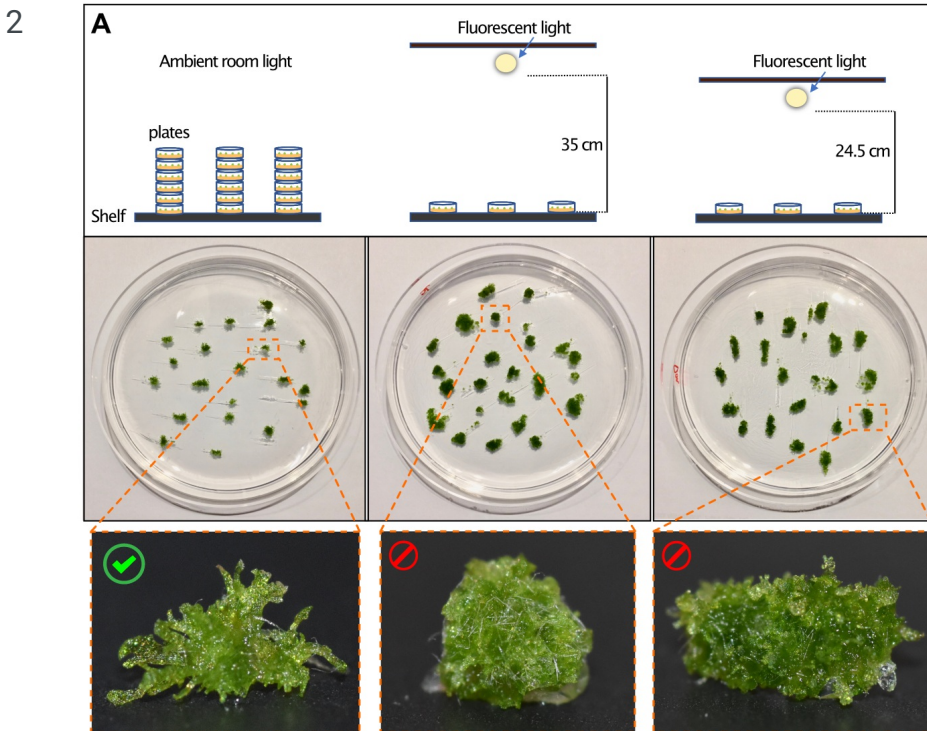 2
A
Fluorescent light
Ambient room light
Fluorescent light
plates
35 cm
24.5 cm
Shelf